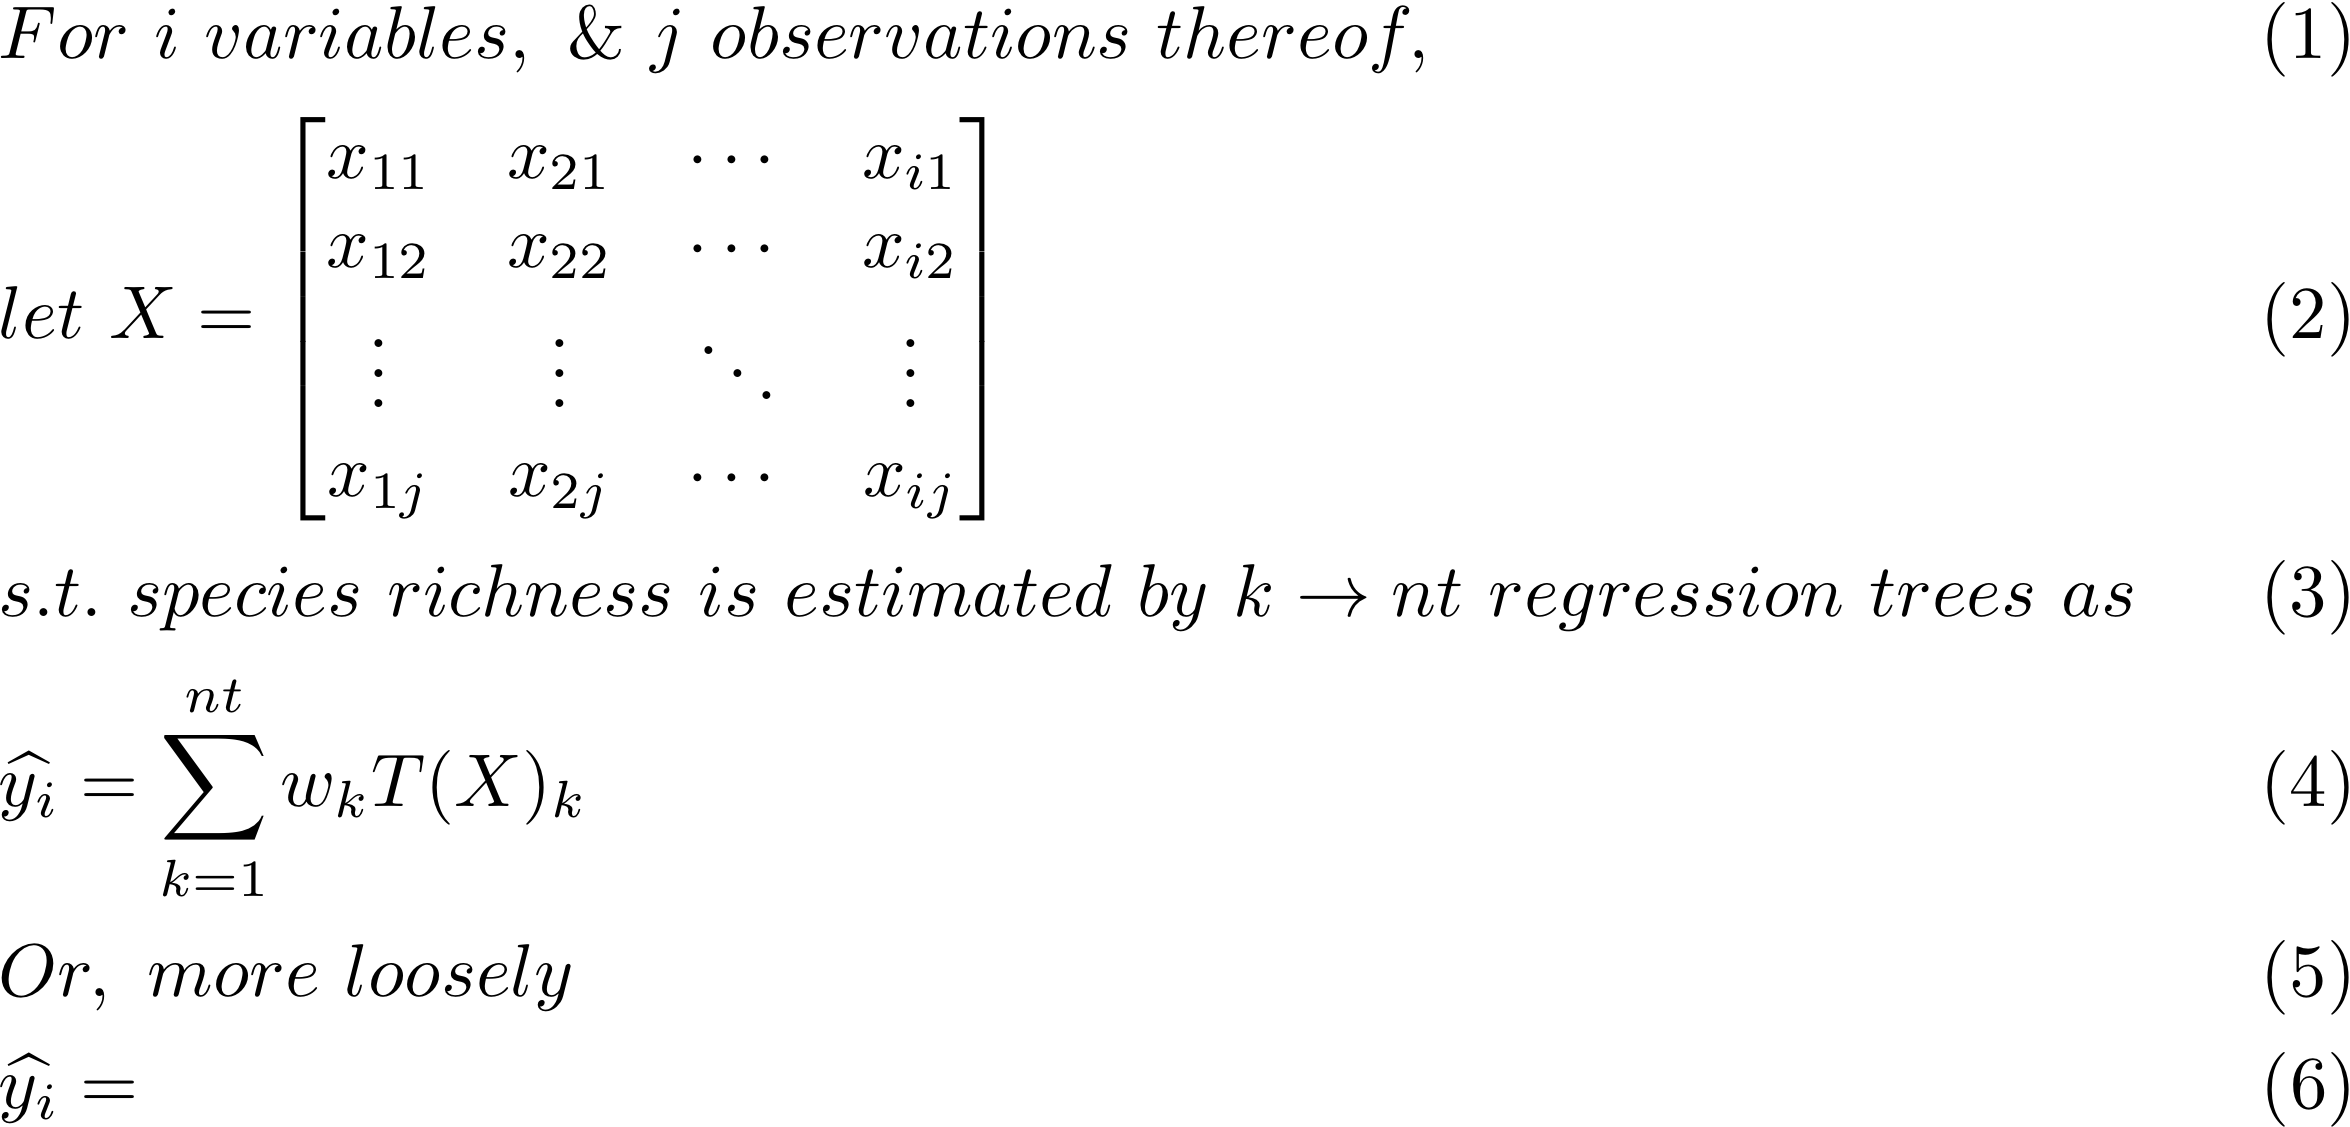 For i variables, & j observations thereof, (1)
let X = \begin{bmatrix} x_{11} & x_{21} & \cdots & x_{i1} \\ x_{12} & x_{22} & \cdots & x_{i2} \\ \vdots & \vdots & \ddots & \vdots \\ x_{1j} & x_{2j} & \cdots & x_{ij} \end{bmatrix} (2)
s.t. species richness is estimated by k → nt regression trees as (3)
\widehat{y_i} = \sum_{k=1}^{nt} w_k T(X)_k (4)
Or, more loosely (5)
\widehat{y_i} = (6)